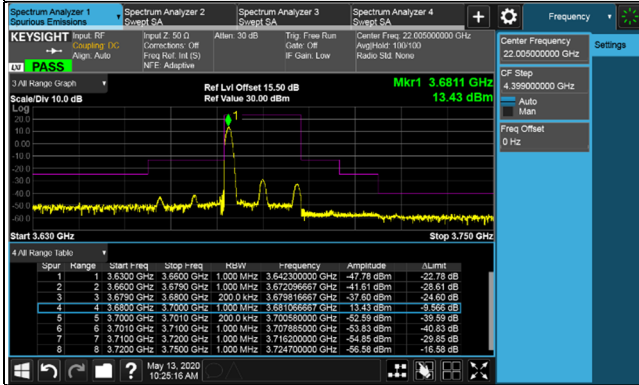 Spectrum Analyzer 1
Spurious Emissions
Spectrum Analyzer 2
Swept SA
Spectrum Analyzer 3
Swept SA
Spectrum Analyzer 4
Swept SA
Frequency
KEYSIGHT
Input: RF
Coupling: DC
Align: Auto
Input Z: 50 Ω
Corrections: Off
Freq Ref: Int (S)
NFE: Adaptive
Atten: 30 dB
Trig: Free Run
Gate: Off
IF Gain: Low
Center Freq: 22.005000000 GHz
Avg|Hold: 100/100
Radio Std: None
LXI PASS
Center Frequency
22.005000000 GHz
Settings
CF Step
4.399000000 GHz
Auto
Man
Freq Offset
0 Hz
3 All Range Graph
Scale/Div 10.0 dB
Ref Lvl Offset 15.50 dB
Ref Value 30.00 dBm
Mkr1 3.6811 GHz
13.43 dBm
Log
20.0
10.0
0.00
-10.0
-20.0
-30.0
-40.0
-50.0
-60.0
1
Start 3.630 GHz
Stop 3.750 GHz
4 All Range Table
Spur Range Start Freq Stop Freq RBW Frequency Amplitude ΔLimit
1 1 3.6300 GHz 3.6600 GHz 1.000 MHz 3.642300000 GHz -47.78 dBm -22.78 dB
2 2 3.6600 GHz 3.6790 GHz 1.000 MHz 3.672096667 GHz -41.61 dBm -28.61 dB
3 3 3.6790 GHz 3.6800 GHz 200.0 kHz 3.679816667 GHz -37.60 dBm -24.60 dB
4 4 3.6800 GHz 3.7000 GHz 1.000 MHz 3.681066667 GHz 13.43 dBm -9.566 dB
5 5 3.7000 GHz 3.7010 GHz 200.0 kHz 3.700580000 GHz -52.59 dBm -39.59 dB
6 6 3.7010 GHz 3.7100 GHz 1.000 MHz 3.707885000 GHz -53.83 dBm -40.83 dB
7 7 3.7100 GHz 3.7200 GHz 1.000 MHz 3.716200000 GHz -54.85 dBm -29.85 dB
8 8 3.7200 GHz 3.7500 GHz 1.000 MHz 3.724700000 GHz -56.58 dBm -16.58 dB
May 13, 2020
10:25:16 AM